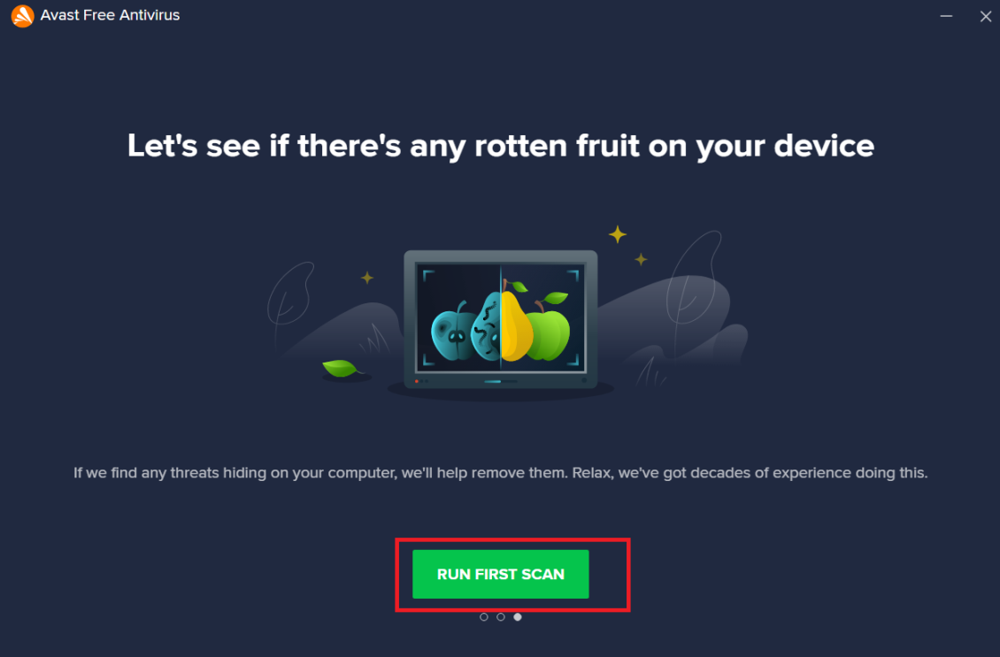 Avast Free Antivirus
Let's see if there's any rotten fruit on your device
If we find any threats hiding on your computer, we'll help remove them. Relax, we've got decades of experience doing this.
RUN FIRST SCAN